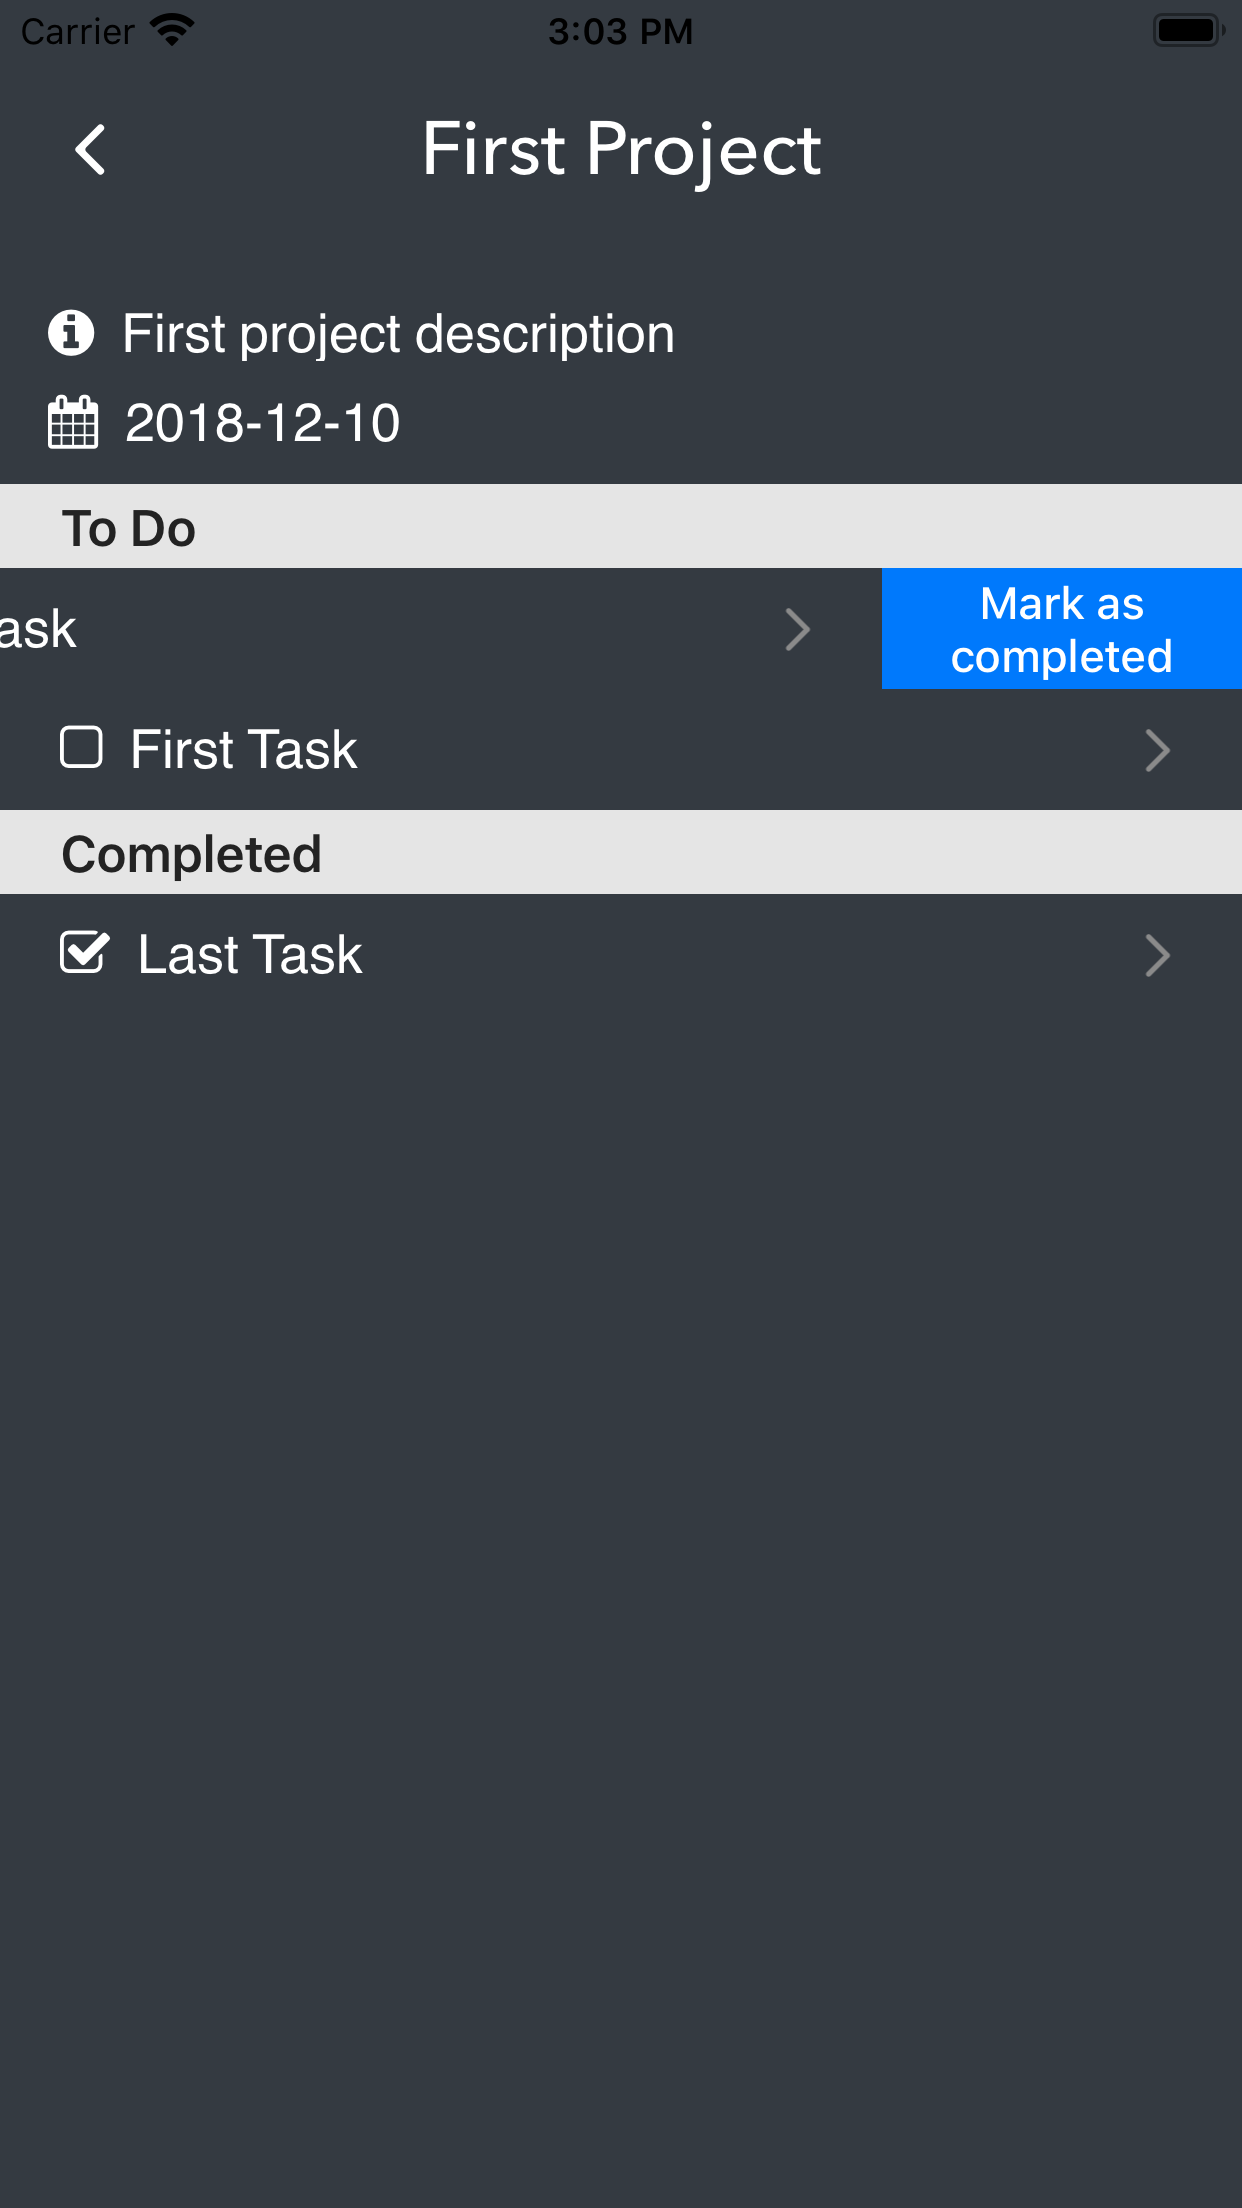 Carrier 3:03 PM
First Project
First project description
2018-12-10
To Do
ask
Mark as
completed
First Task
Completed
Last Task